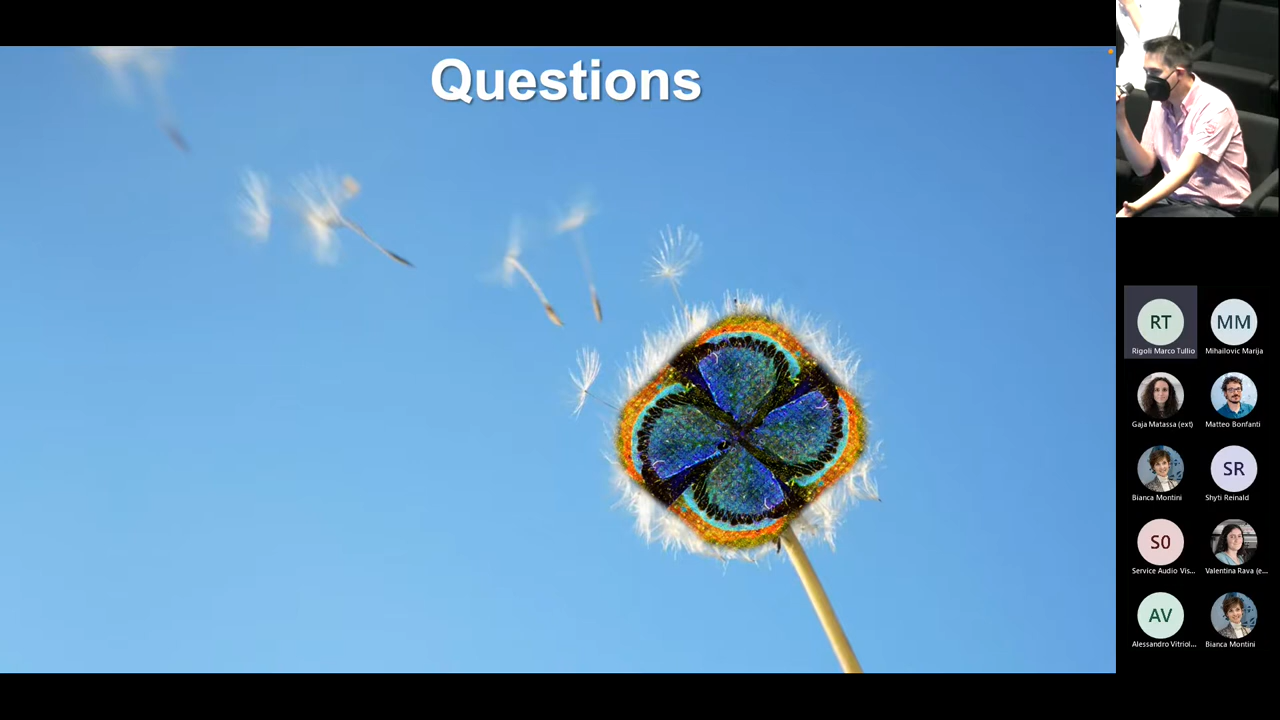 Questions
RT
Rigoli Marco Tullio
MM
Mihailovic Marija
Gaja Matassa (ext)
Matteo Bonfanti
Bianca Montini
SR
Shyti Reinald
S0
Service Audio Vis...
Valentina Rava (e...
AV
Alessandro Vitriol...
Bianca Montini